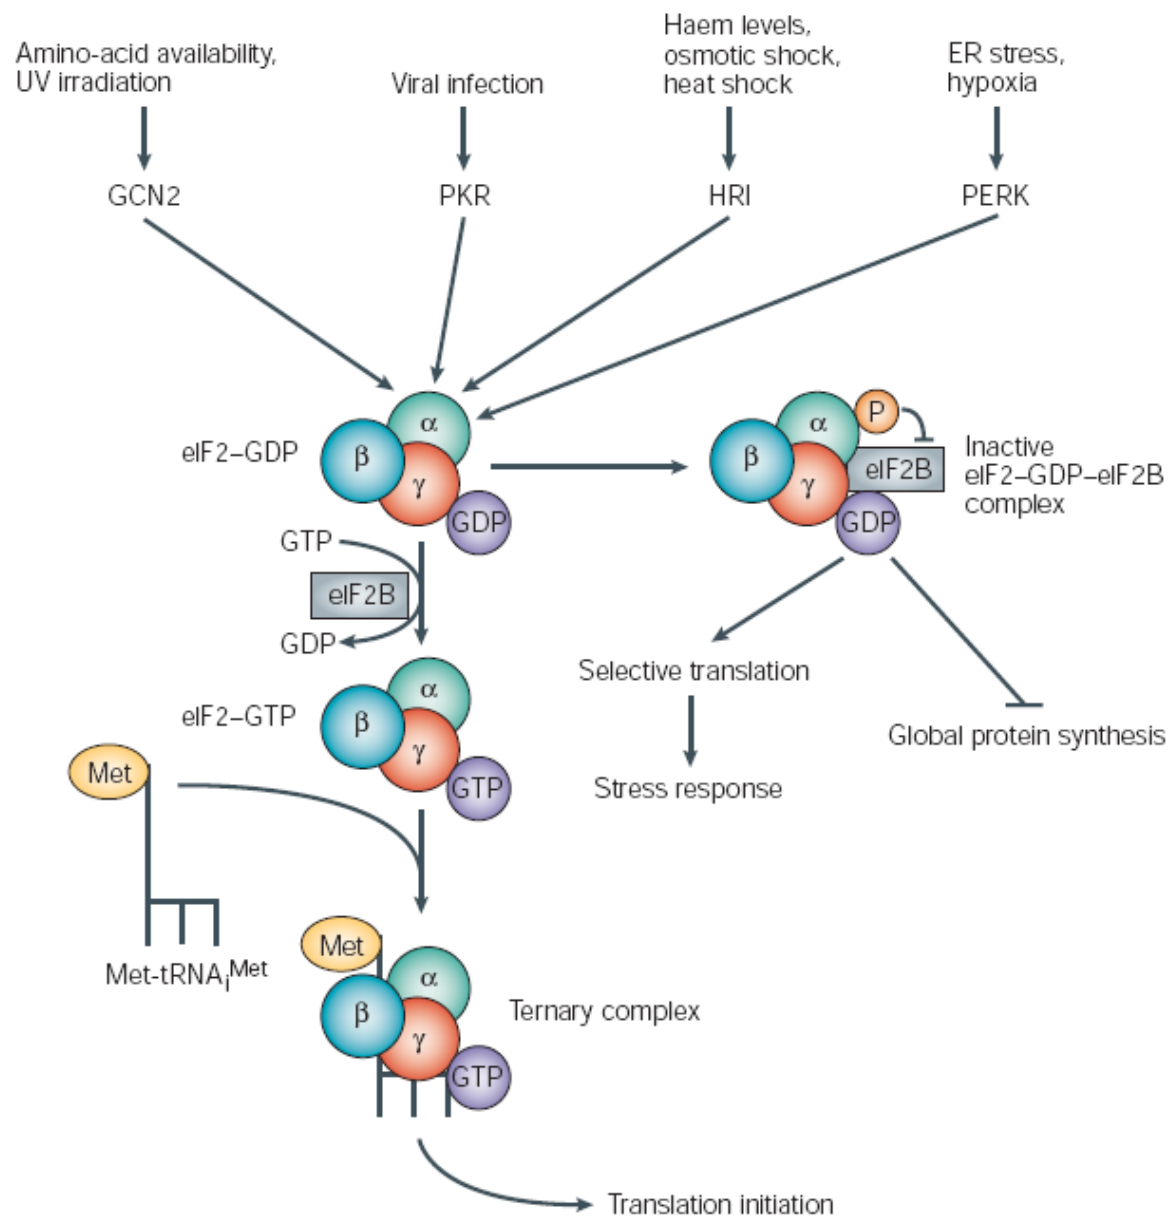 Amino-acid availability,
UV irradiation
Viral infection
Haem levels,
osmotic shock,
heat shock
ER stress,
hypoxia
GCN2
PKR
HRI
PERK
eIF2–GDP
α
β
γ
GDP
α
P
β
eIF2B
γ
GDP
Inactive
eIF2–GDP–eIF2B
complex
GTP
eIF2B
GDP
Selective translation
Stress response
Global protein synthesis
eIF2–GTP
α
β
γ
GTP
Met
Met-tRNAiMet
Met
α
β
γ
GTP
Ternary complex
Translation initiation